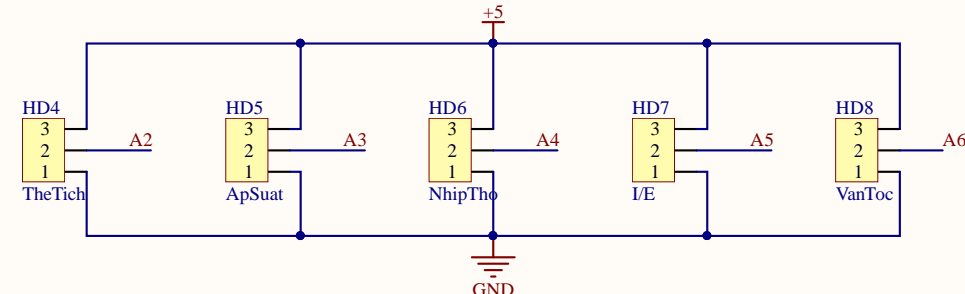 +5
HD4
3
2
1
A2
TheTich
HD5
3
2
1
A3
ApSuat
HD6
3
2
1
A4
NhipTho
HD7
3
2
1
A5
I/E
HD8
3
2
1
A6
VanToc
GND